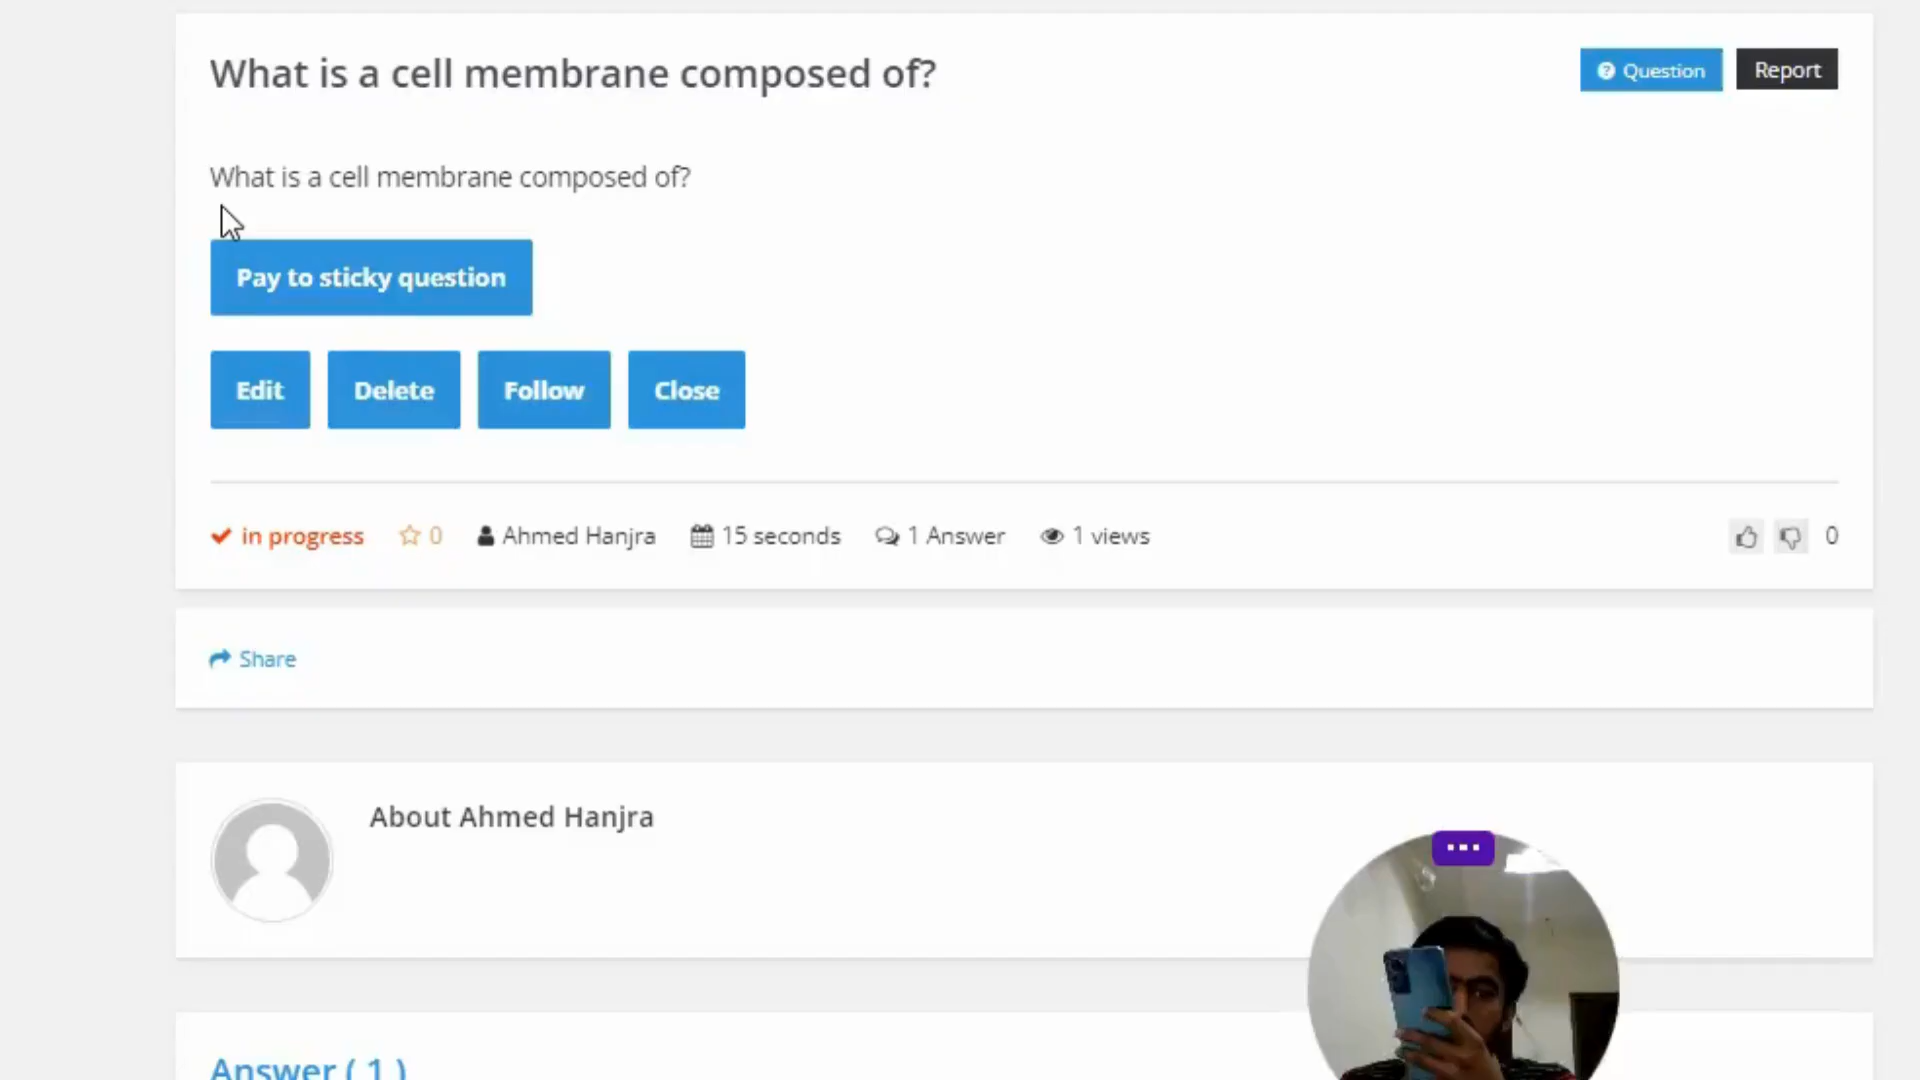 What is a cell membrane composed of?
Question Report
What is a cell membrane composed of?
Pay to sticky question
Edit Delete Follow Close
in progress 0 Ahmed Hanjra 15 seconds 1 Answer 1 views 0
Share
About Ahmed Hanjra
Answer ( 1 )